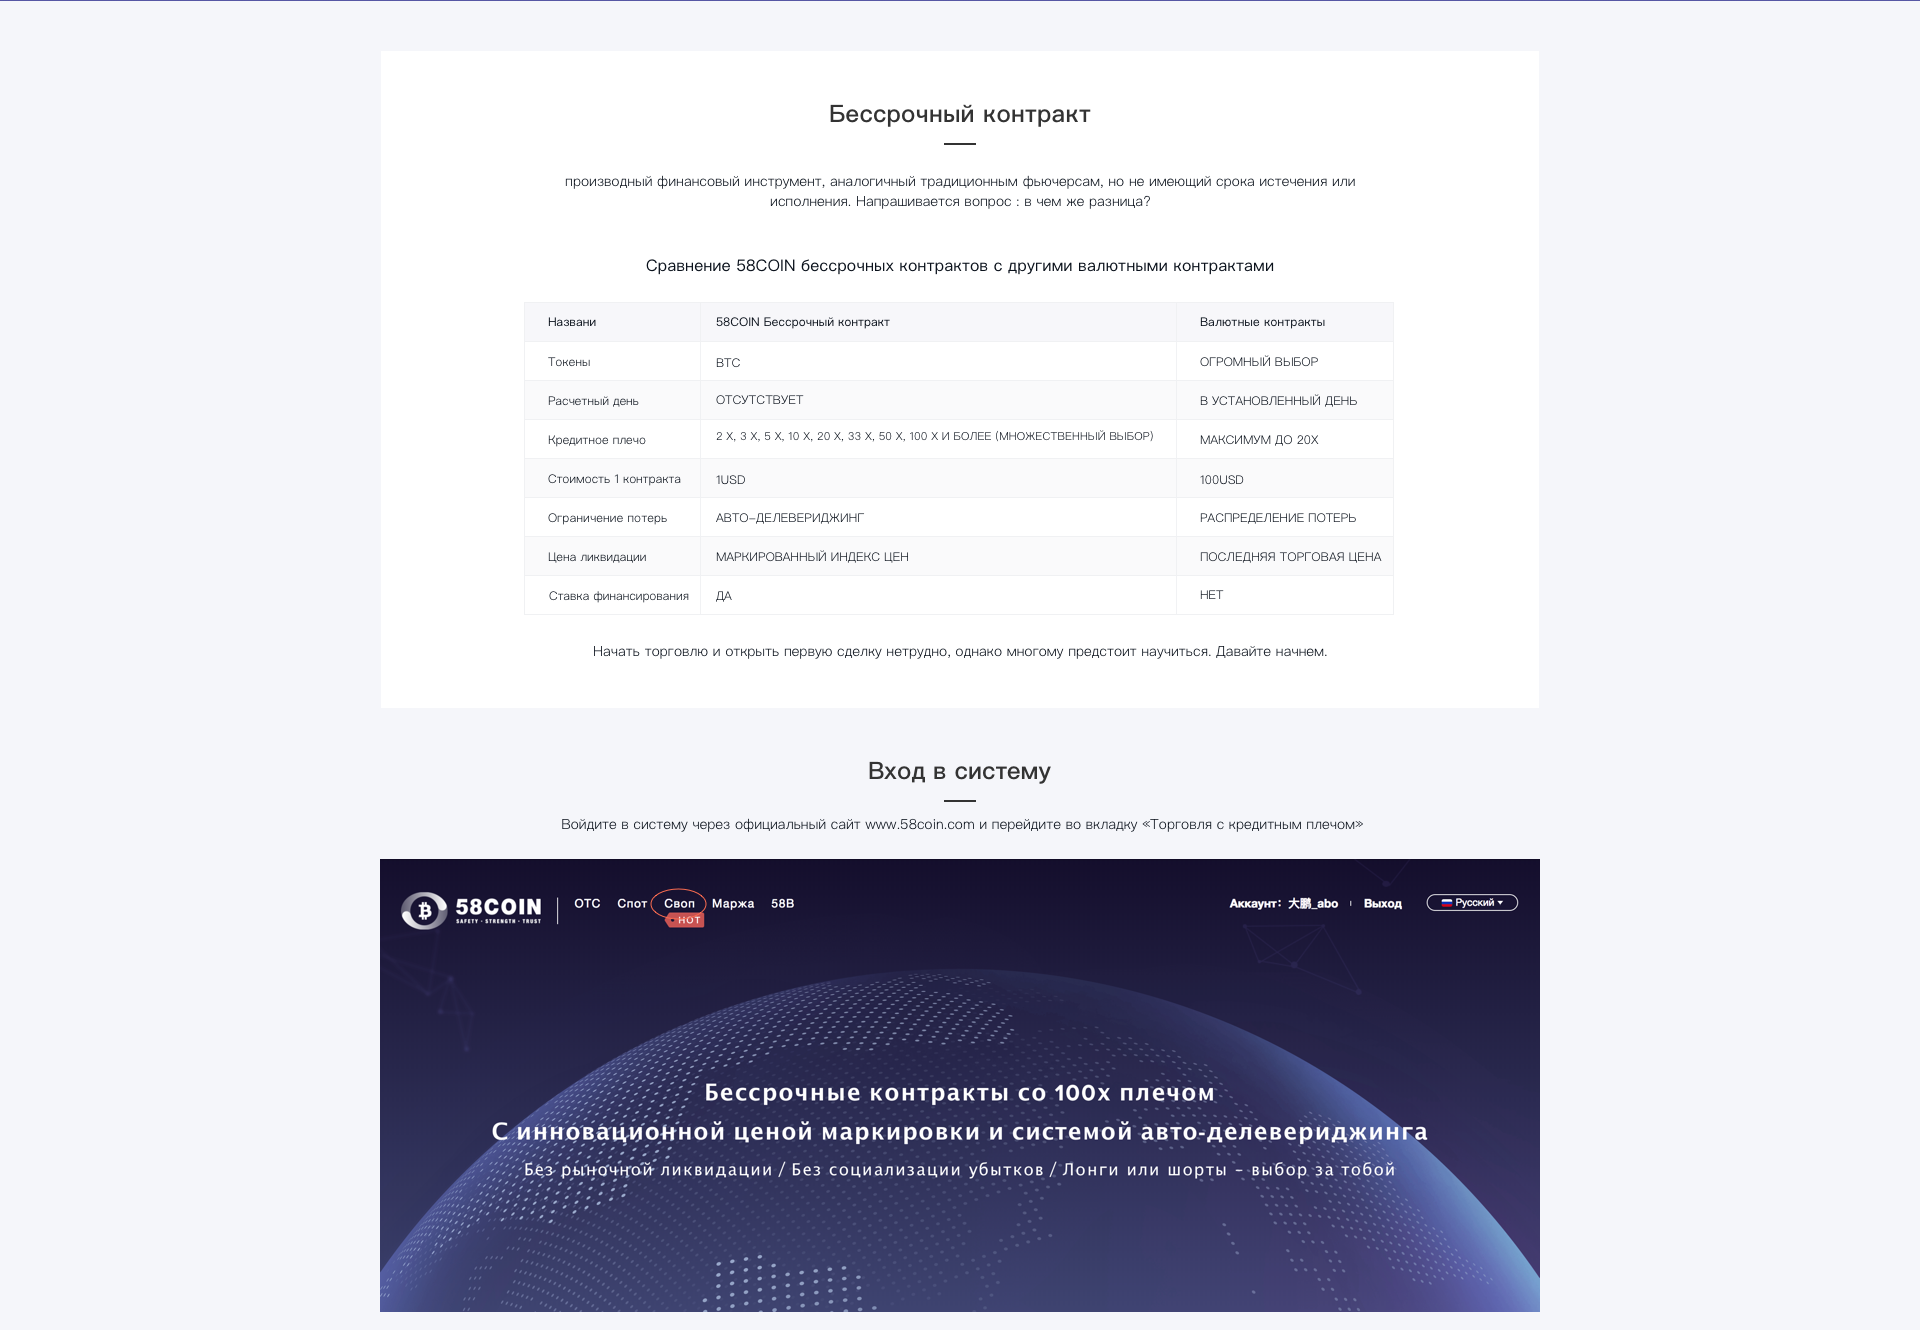 Бессрочный контракт
производный финансовый инструмент, аналогичный традиционным фьючерсам, но не имеющий срока истечения или
исполнения. Напрашивается вопрос : в чем же разница?
Сравнение 58COIN бессрочных контрактов с другими валютными контрактами
Названи 58COIN Бессрочный контракт Валютные контракты
Токены BTC ОГРОМНЫЙ ВЫБОР
Расчетный день ОТСУТСТВУЕТ В УСТАНОВЛЕННЫЙ ДЕНЬ
Кредитное плечо 2 X, 3 X, 5 X, 10 X, 20 X, 33 X, 50 X, 100 X И БОЛЕЕ (МНОЖЕСТВЕННЫЙ ВЫБОР) МАКСИМУМ ДО 20X
Стоимость 1 контракта 1USD 100USD
Ограничение потерь АВТО-ДЕЛЕВЕРИДЖИНГ РАСПРЕДЕЛЕНИЕ ПОТЕРЬ
Цена ликвидации МАРКИРОВАННЫЙ ИНДЕКС ЦЕН ПОСЛЕДНЯЯ ТОРГОВАЯ ЦЕНА
Ставка финансирования ДА НЕТ
Начать торговлю и открыть первую сделку нетрудно, однако многому предстоит научиться. Давайте начнем.
Вход в систему
Войдите в систему через официальный сайт www.58coin.com и перейдите во вкладку «Торговля с кредитным плечом»
58COIN OTC Спот Своп Маржа 58B Аккаунт: 大鹏_abo Выход Русский
SAFETY · STRENGTH · TRUST HOT
Бессрочные контракты со 100x плечом
С инновационной ценой маркировки и системой авто-делевериджинга
Без рыночной ликвидации / Без социализации убытков / Лонги или шорты - выбор за тобой